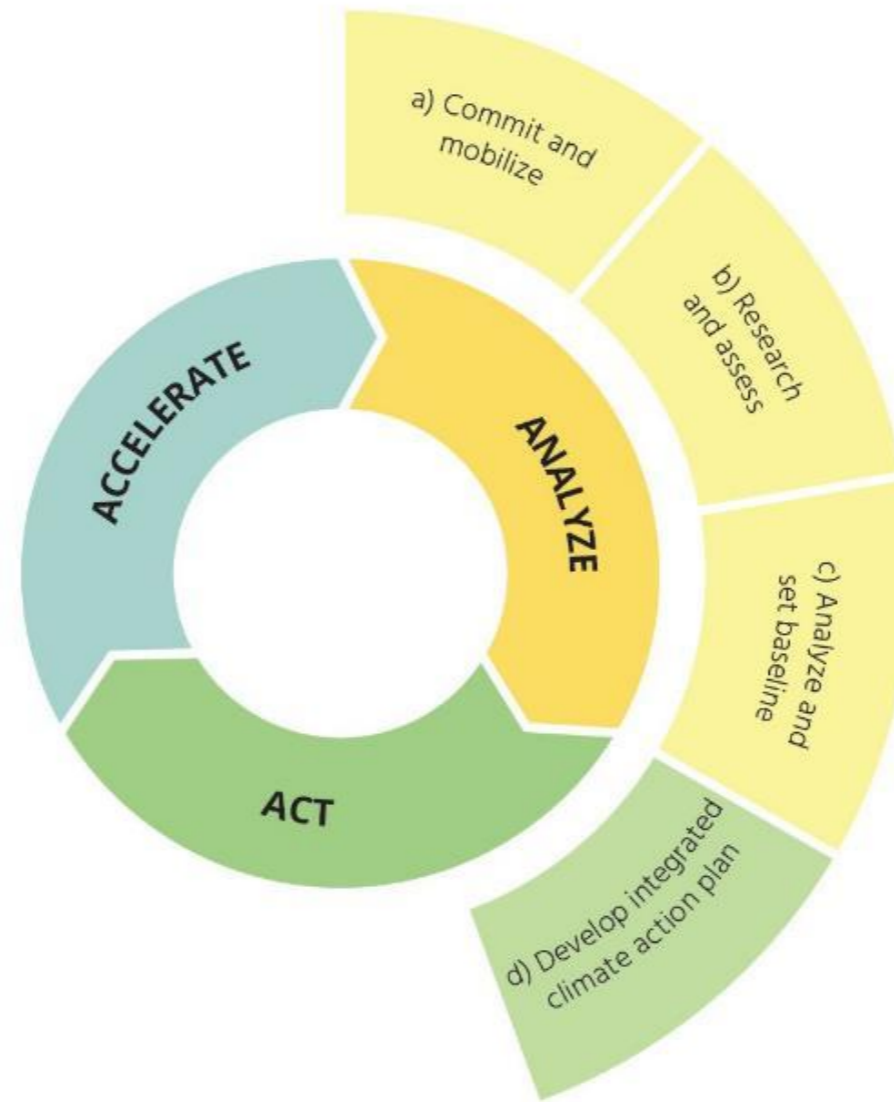 a) Commit and
mobilize
b) Research
and assess
c) Analyze and
set baseline
d) Develop integrated
climate action plan
ACCELERATE
ANALYZE
ACT